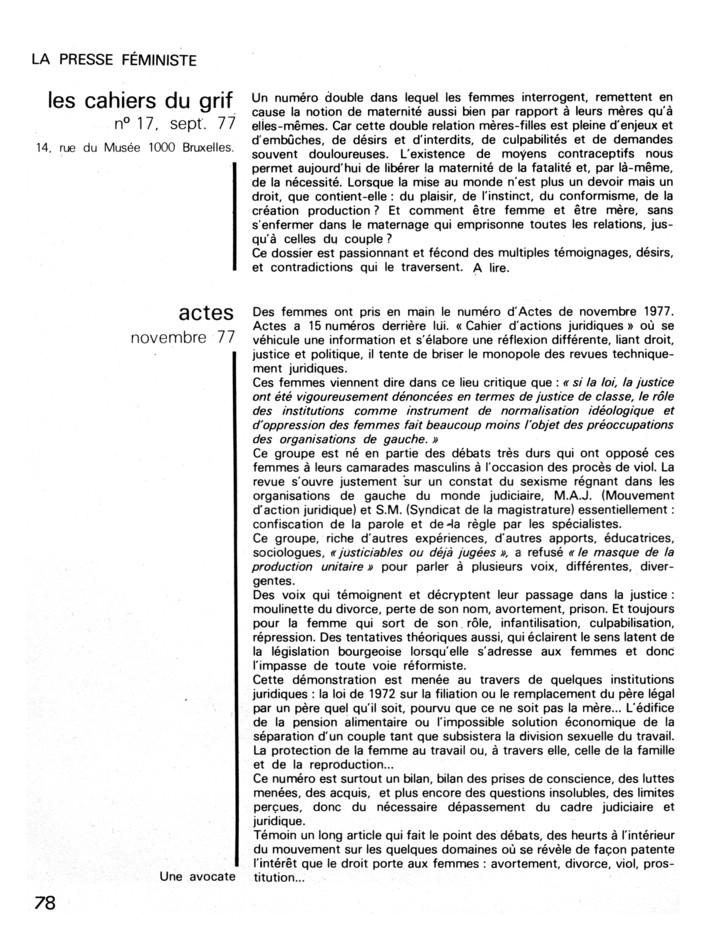 LA PRESSE FÉMINISTE
les cahiers du grif
nº 17, sept. 77
14, rue du Musée 1000 Bruxelles.
Un numéro double dans lequel les femmes interrogent, remettent en
cause la notion de maternité aussi bien par rapport à leurs mères qu'à
elles-mêmes. Car cette double relation mères-filles est pleine d'enjeux et
d'embûches, de désirs et d'interdits, de culpabilités et de demandes
souvent douloureuses. L'existence de moyens contraceptifs nous
permet aujourd'hui de libérer la maternité de la fatalité et, par là-même,
de la nécessité. Lorsque la mise au monde n'est plus un devoir mais un
droit, que contient-elle : du plaisir, de l'instinct, du conformisme, de la
création production ? Et comment être femme et être mère, sans
s'enfermer dans le maternage qui emprisonne toutes les relations, jus-
qu'à celles du couple ?
Ce dossier est passionnant et fécond des multiples témoignages, désirs,
et contradictions qui le traversent. A lire.
actes
novembre 77
Des femmes ont pris en main le numéro d'Actes de novembre 1977.
Actes a 15 numéros derrière lui. « Cahier d'actions juridiques » où se
véhicule une information et s'élabore une réflexion différente, liant droit,
justice et politique, il tente de briser le monopole des revues technique-
ment juridiques.
Ces femmes viennent dire dans ce lieu critique que : « si la loi, la justice
ont été vigoureusement dénoncées en termes de justice de classe, le rôle
des institutions comme instrument de normalisation idéologique et
d'oppression des femmes fait beaucoup moins l'objet des préoccupations
des organisations de gauche. »
Ce groupe est né en partie des débats très durs qui ont opposé ces
femmes à leurs camarades masculins à l'occasion des procès de viol. La
revue s'ouvre justement sur un constat du sexisme régnant dans les
organisations de gauche du monde judiciaire, M.A.J. (Mouvement
d'action juridique) et S.M. (Syndicat de la magistrature) essentiellement :
confiscation de la parole et de la règle par les spécialistes.
Ce groupe, riche d'autres expériences, d'autres apports, éducatrices,
sociologues, « justiciables ou déjà jugées », a refusé « le masque de la
production unitaire » pour parler à plusieurs voix, différentes, diver-
gentes.
Des voix qui témoignent et décryptent leur passage dans la justice :
moulinette du divorce, perte de son nom, avortement, prison. Et toujours
pour la femme qui sort de son rôle, infantilisation, culpabilisation,
répression. Des tentatives théoriques aussi, qui éclairent le sens latent de
la législation bourgeoise lorsqu'elle s'adresse aux femmes et donc
l'impasse de toute voie réformiste.
Cette démonstration est menée au travers de quelques institutions
juridiques : la loi de 1972 sur la filiation ou le remplacement du père légal
par un père quel qu'il soit, pourvu que ce ne soit pas la mère... L'édifice
de la pension alimentaire ou l'impossible solution économique de la
séparation d'un couple tant que subsistera la division sexuelle du travail.
La protection de la femme au travail ou, à travers elle, celle de la famille
et de la reproduction...
Ce numéro est surtout un bilan, bilan des prises de conscience, des luttes
menées, des acquis, et plus encore des questions insolubles, des limites
perçues, donc du nécessaire dépassement du cadre judiciaire et
juridique.
Témoin un long article qui fait le point des débats, des heurts à l'intérieur
du mouvement sur les quelques domaines où se révèle de façon patente
l'intérêt que le droit porte aux femmes : avortement, divorce, viol, pros-
titution...
Une avocate
78